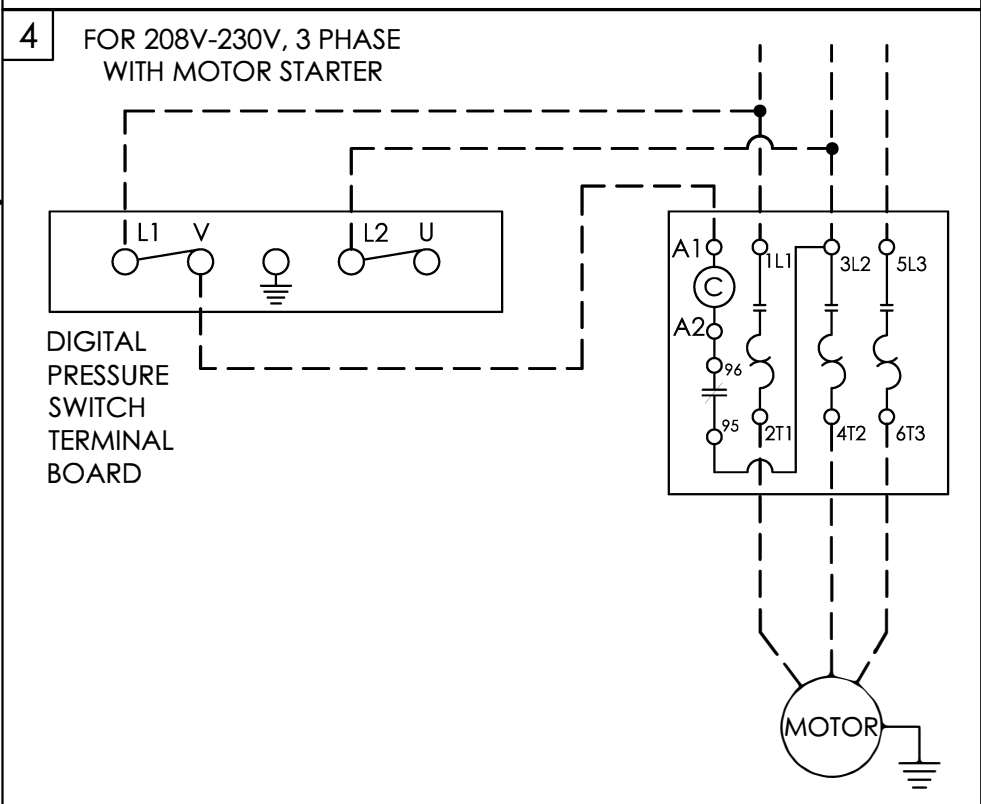 4
FOR 208V-230V, 3 PHASE
WITH MOTOR STARTER
L1 V L2 U
DIGITAL
PRESSURE
SWITCH
TERMINAL
BOARD
A1 1L1 3L2 5L3
C
A2
96
95 2T1 4T2 6T3
MOTOR